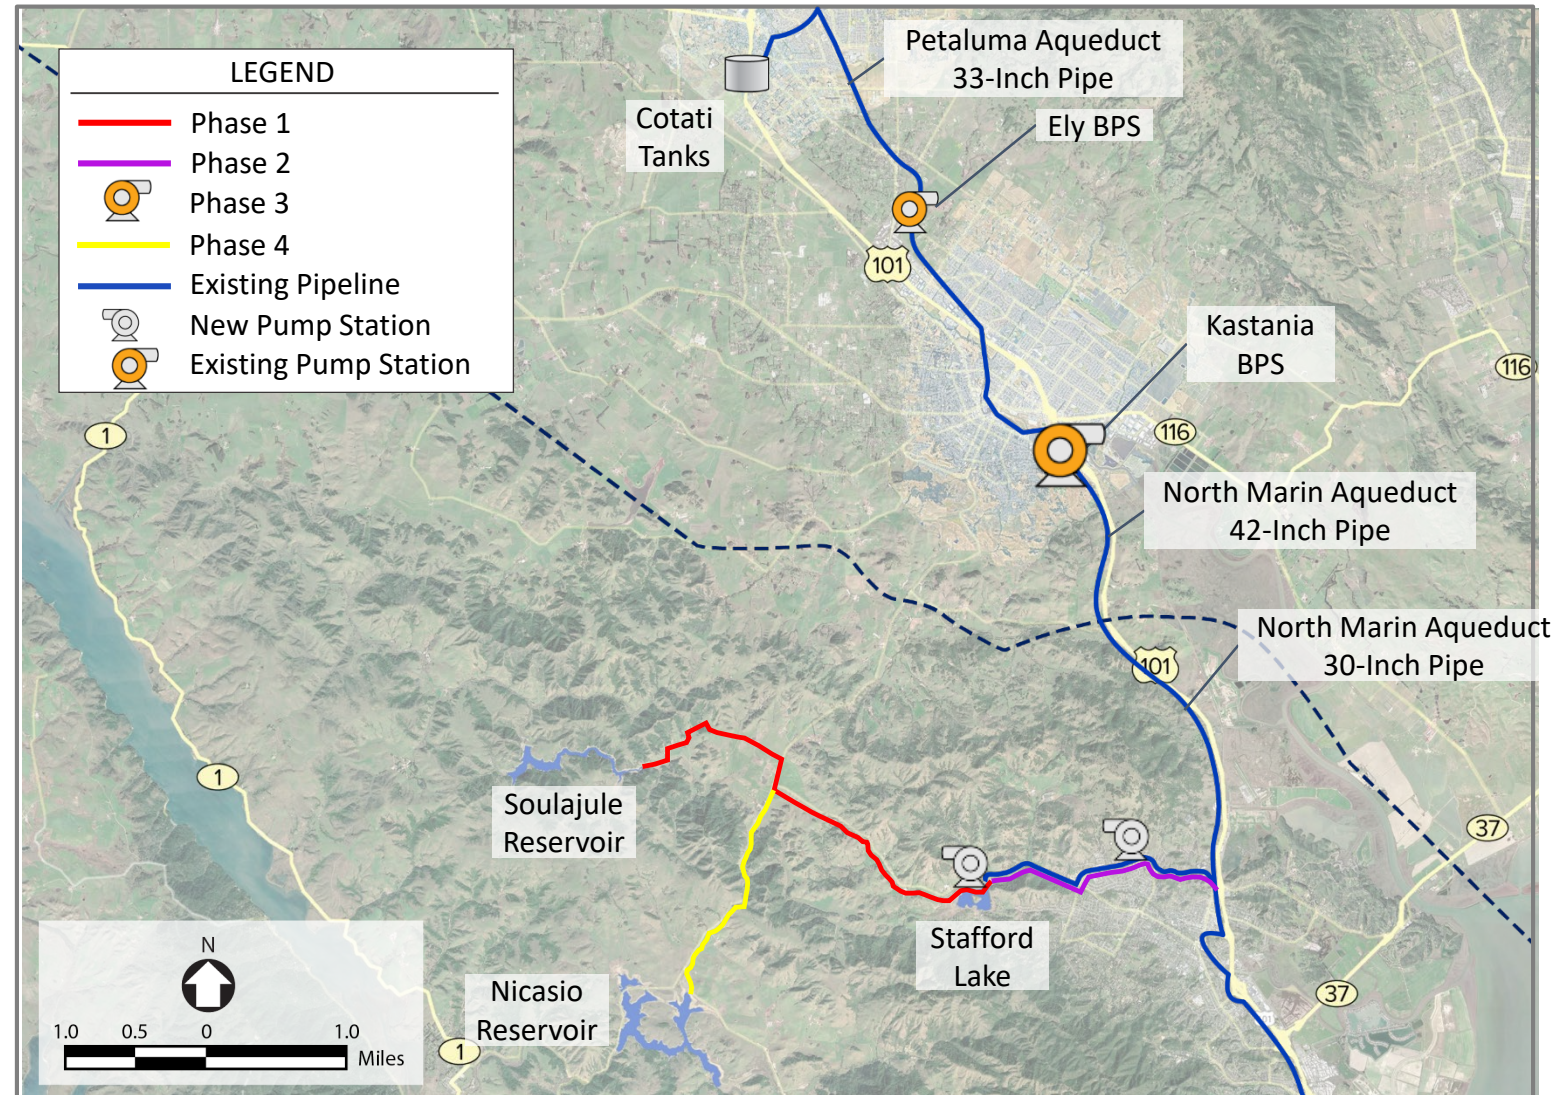 LEGEND
Phase 1
Phase 2
Phase 3
Phase 4
Existing Pipeline
New Pump Station
Existing Pump Station
Petaluma Aqueduct
33-Inch Pipe
Cotati
Tanks
Ely BPS
101
Kastania
BPS
116
116
1
North Marin Aqueduct
42-Inch Pipe
North Marin Aqueduct
30-Inch Pipe
101
1
Soulajule
Reservoir
37
Stafford
Lake
Nicasio
Reservoir
37
1
N
1.0 0.5 0 1.0
Miles